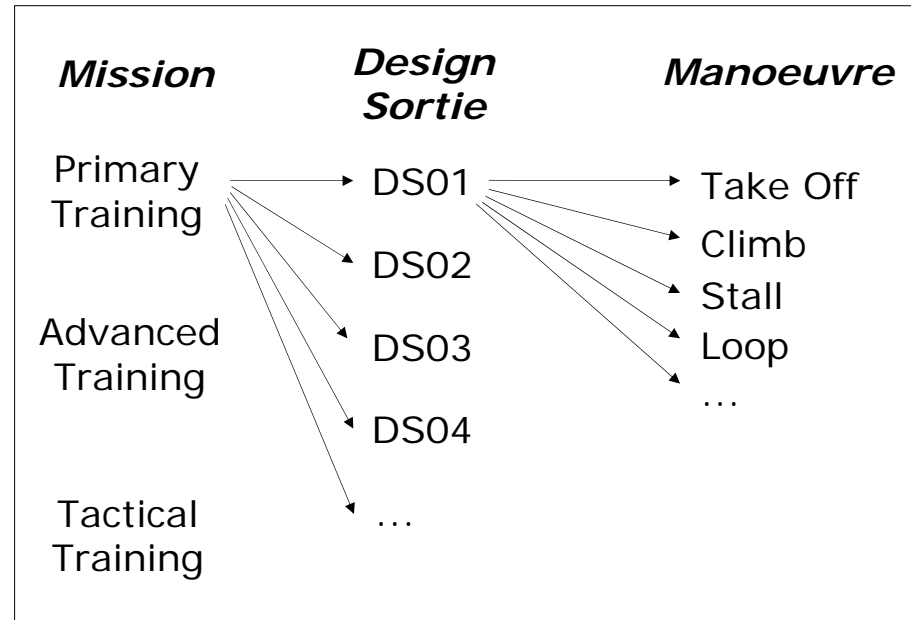 Mission
Design
Sortie
Manoeuvre
Primary
Training
Advanced
Training
Tactical
Training
DS01
DS02
DS03
DS04
...
Take Off
Climb
Stall
Loop
...